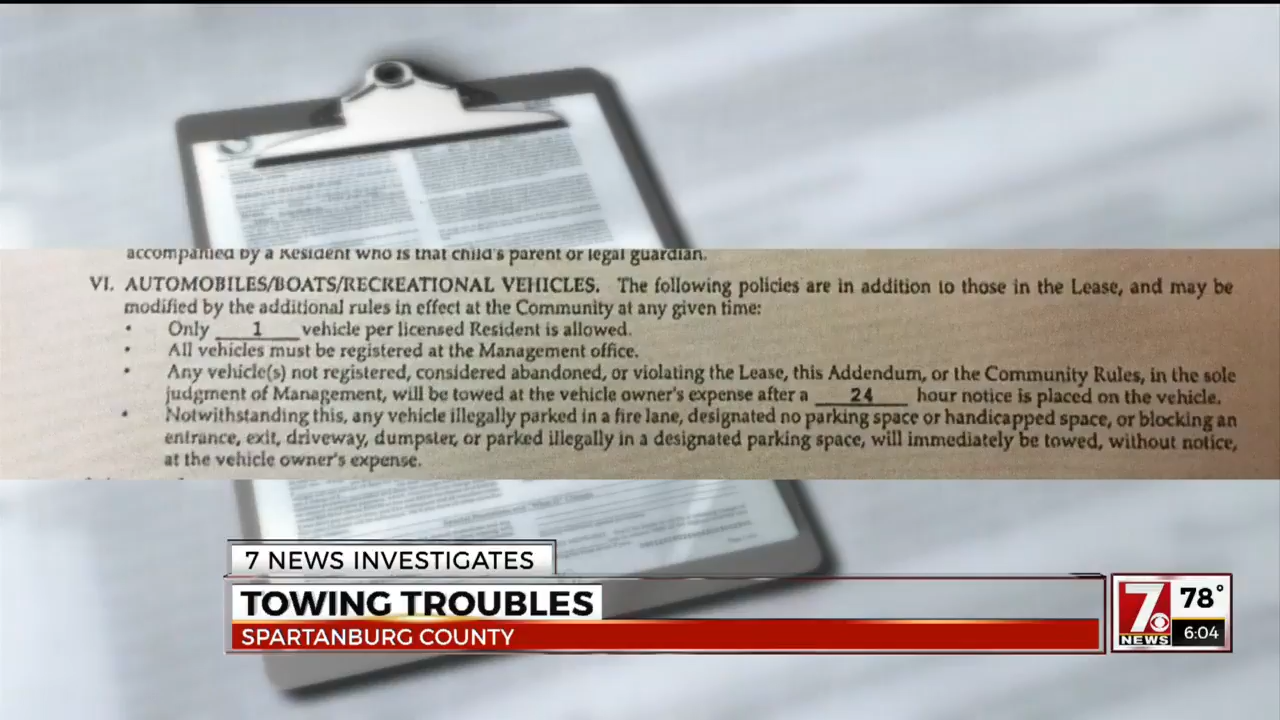 accompanied by a Resident who is that child's parent or legal guardian.
VI. AUTOMOBILES/BOATS/RECREATIONAL VEHICLES. The following policies are in addition to those in the Lease, and may be
modified by the additional rules in effect at the Community at any given time:
• Only 1 vehicle per licensed Resident is allowed.
• All vehicles must be registered at the Management office.
• Any vehicle(s) not registered, considered abandoned, or violating the Lease, this Addendum, or the Community Rules, in the sole
judgment of Management, will be towed at the vehicle owner's expense after a 24 hour notice is placed on the vehicle.
• Notwithstanding this, any vehicle illegally parked in a fire lane, designated no parking space or handicapped space, or blocking an
entrance, exit, driveway, dumpster, or parked illegally in a designated parking space, will immediately be towed, without notice,
at the vehicle owner's expense.
7 NEWS INVESTIGATES
TOWING TROUBLES
SPARTANBURG COUNTY
7 NEWS
78°
6:04